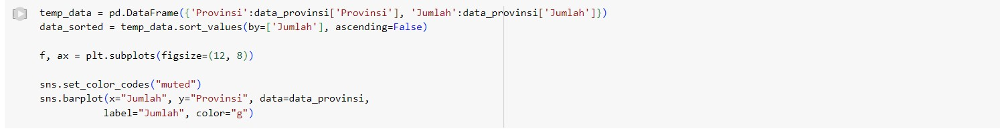 temp_data = pd.DataFrame({'Provinsi':data_provinsi['Provinsi'], 'Jumlah':data_provinsi['Jumlah']})
data_sorted = temp_data.sort_values(by=['Jumlah'], ascending=False)
f, ax = plt.subplots(figsize=(12, 8))
sns.set_color_codes("muted")
sns.barplot(x="Jumlah", y="Provinsi", data=data_provinsi,
            label="Jumlah", color="g")